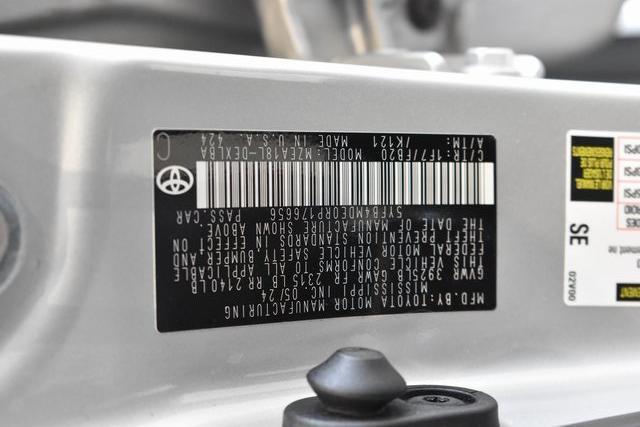 MFD.BY:TOYOTA MOTOR MANUFACTURING
MISSISSIPPI INC. 05/24
GVWR 3925LB GAWR FR 2315LB RR 2140LB
THIS VEHICLE CONFORMS TO ALL APPLICABLE
FEDERAL MOTOR VEHICLE SAFETY BUMPER AND
THEFT PREVENTION STANDARDS IN EFFECT ON
THE DATE OF MANUFACTURE SHOWN ABOVE.
5YFB4MDE0RP176656 PASS.CAR
C/TR:1F7/FB20 MODEL:MZEA18L-DEXLBA
A/TM: /K121 MADE IN U.S.A. 424
SE
02V00